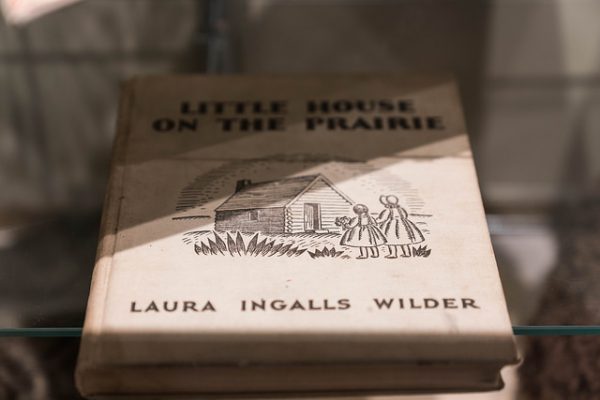 LITTLE HOUSE
ON THE PRAIRIE
LAURA INGALLS WILDER